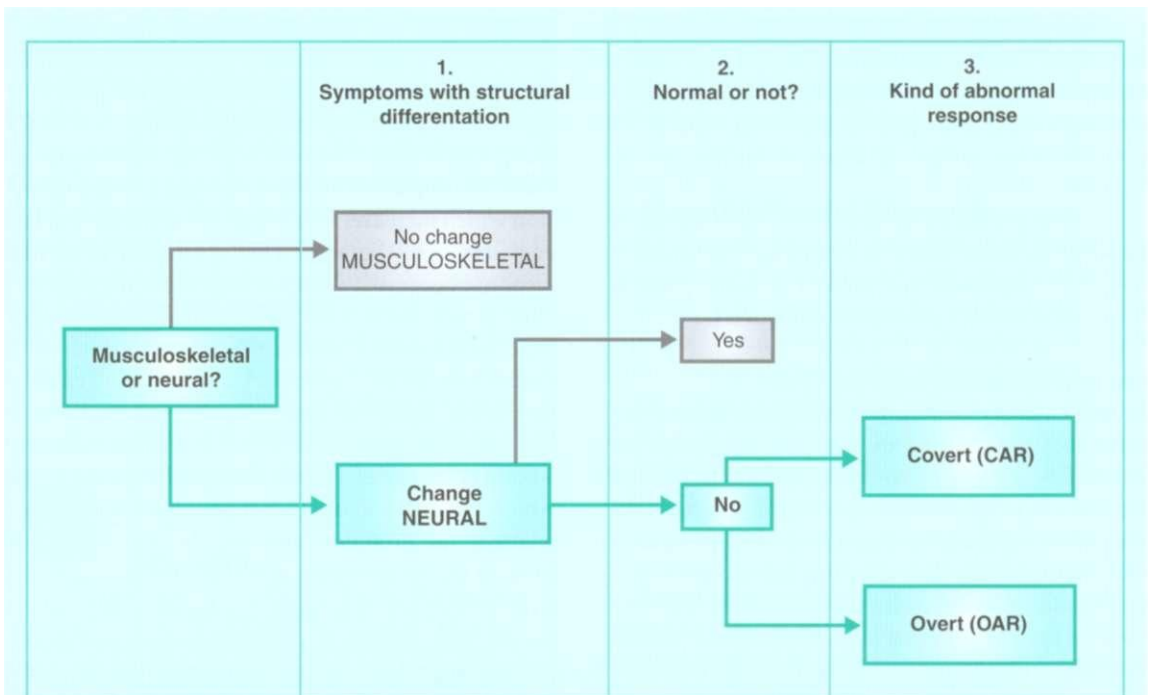 1.
Symptoms with structural
differentation
2.
Normal or not?
3.
Kind of abnormal
response
No change
MUSCULOSKELETAL
Yes
Musculoskeletal
or neural?
Covert (CAR)
Change
NEURAL
No
Overt (OAR)